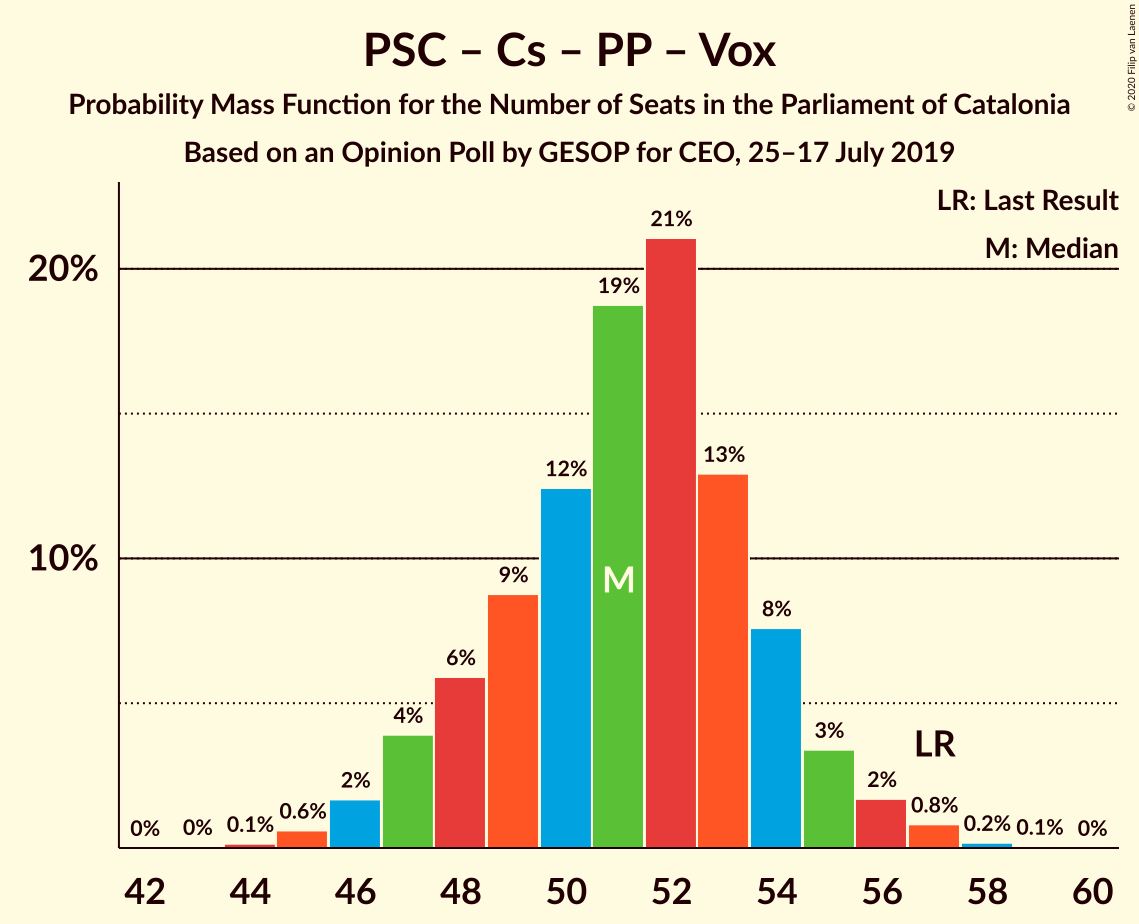 PSC – Cs – PP – Vox
Probability Mass Function for the Number of Seats in the Parliament of Catalonia
Based on an Opinion Poll by GESOP for CEO, 25–17 July 2019
© 2020 Filip van Laenen
LR: Last Result
M: Median
20%
10%
0%
0%
0.1%
0.6%
2%
4%
6%
9%
12%
19%
21%
13%
8%
3%
2%
0.8%
0.2%
0.1%
0%
M
LR
42 44 46 48 50 52 54 56 58 60